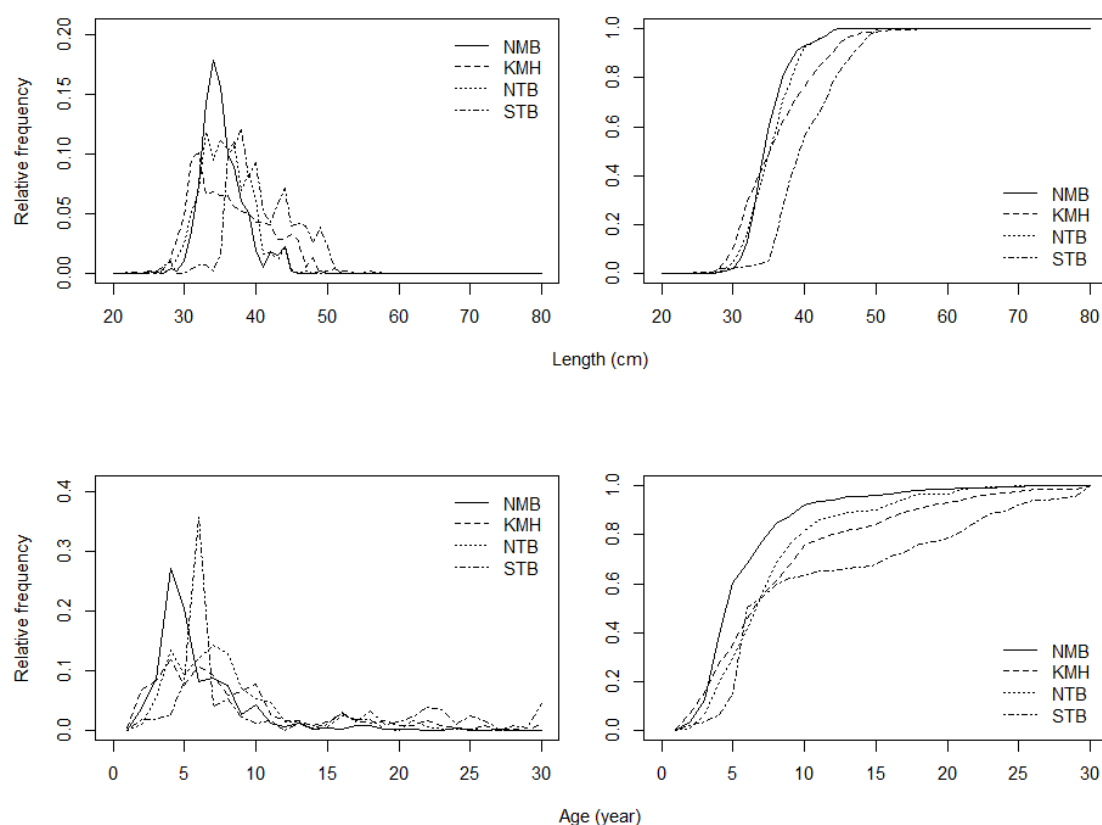 Relative frequency
0.00 0.05 0.10 0.15 0.20
NMB
KMH
NTB
STB
20 30 40 50 60 70 80
0.0 0.2 0.4 0.6 0.8 1.0
NMB
KMH
NTB
STB
20 30 40 50 60 70 80
Length (cm)
Relative frequency
0.0 0.1 0.2 0.3 0.4
NMB
KMH
NTB
STB
0 5 10 15 20 25 30
0.0 0.2 0.4 0.6 0.8 1.0
NMB
KMH
NTB
STB
0 5 10 15 20 25 30
Age (year)